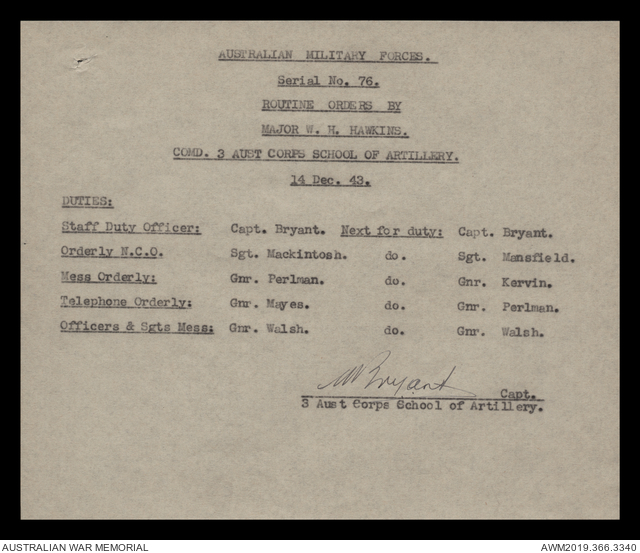 AUSTRALIAN MILITARY FORCES.
Serial No. 76.
ROUTINE ORDERS BY
MAJOR W. H. HAWKINS.
COMD. 3 AUST CORPS SCHOOL OF ARTILLERY.
14 Dec. 43.
DUTIES:
Staff Duty Officer: Capt. Bryant. Next for duty: Capt. Bryant.
Orderly N.C.O. Sgt. Mackintosh. do. Sgt. Mansfield.
Mess Orderly: Gnr. Perlman. do. Gnr. Kervin.
Telephone Orderly: Gnr. Mayes. do. Gnr. Perlman.
Officers & Sgts Mess: Gnr. Walsh. do. Gnr. Walsh.
Bryant Capt.
3 Aust Corps School of Artillery.
AUSTRALIAN WAR MEMORIAL AWM2019.366.3340